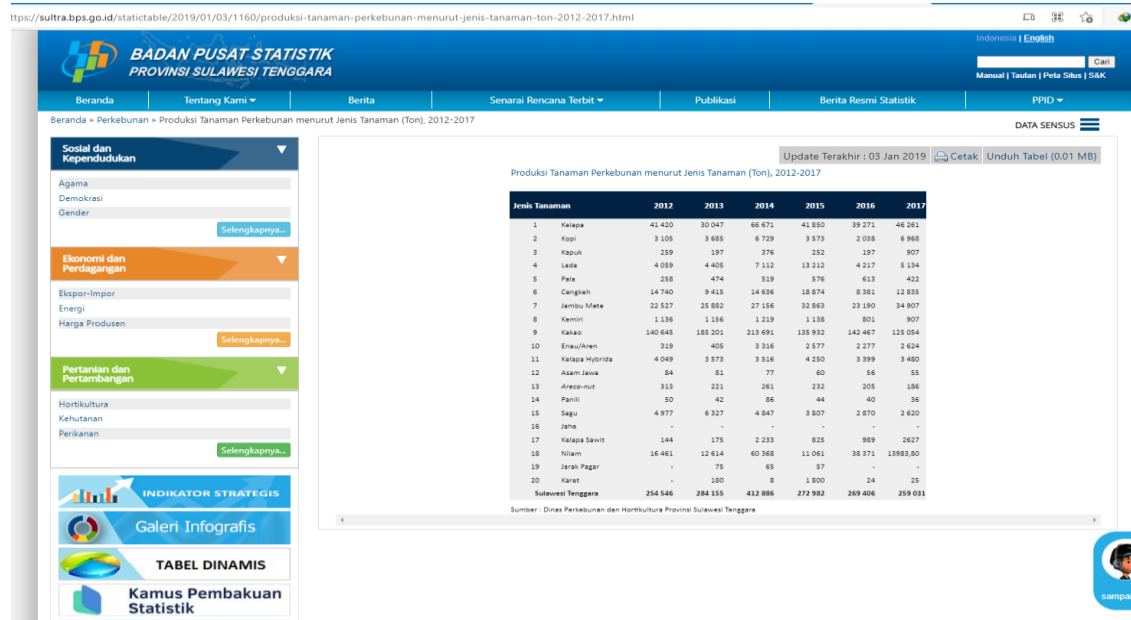 ttps://sultra.bps.go.id/statictable/2019/01/03/1160/produksi-tanaman-perkebunan-menurut-jenis-tanaman-ton-2012-2017.html
Indonesia | English
BADAN PUSAT STATISTIK
PROVINSI SULAWESI TENGGARA
Cari
Manual | Tautan | Peta Situs | S&K
Beranda Tentang Kami Berita Senarai Rencana Terbit Publikasi Berita Resmi Statistik PPID
Beranda » Perkebunan » Produksi Tanaman Perkebunan menurut Jenis Tanaman (Ton), 2012-2017
DATA SENSUS
Sosial dan
Kependudukan
Agama
Demokrasi
Gender
Selengkapnya...
Ekonomi dan
Perdagangan
Ekspor-Impor
Energi
Harga Produsen
Selengkapnya...
Pertanian dan
Pertambangan
Hortikultura
Kehutanan
Perikanan
Selengkapnya...
INDIKATOR STRATEGIS
Galeri Infografis
TABEL DINAMIS
Kamus Pembakuan
Statistik
Update Terakhir : 03 Jan 2019 Cetak Unduh Tabel (0.01 MB)
Produksi Tanaman Perkebunan menurut Jenis Tanaman (Ton), 2012-2017
Jenis Tanaman 2012 2013 2014 2015 2016 2017
1 Kelapa 41 420 30 047 66 671 41 850 39 271 46 261
2 Kopi 3 105 3 685 6 729 3 573 2 038 6 968
3 Kapuk 259 197 376 252 197 907
4 Lada 4 059 4 405 7 112 13 212 4 217 5 134
5 Pala 258 474 519 576 613 422
6 Cengkeh 14 740 9 415 14 636 18 874 8 381 12 835
7 Jambu Mete 22 527 25 882 27 156 32 863 23 190 34 907
8 Kemiri 1 136 1 156 1 219 1 138 801 907
9 Kakao 140 645 185 201 213 691 135 932 142 467 125 054
10 Enau/Aren 319 405 3 316 2 577 2 277 2 624
11 Kelapa Hybrida 4 049 3 573 3 516 4 250 3 399 3 480
12 Asam Jawa 84 81 77 60 56 55
13 Areca-nut 313 221 261 232 205 186
14 Panili 50 42 86 44 40 36
15 Sagu 4 977 6 327 4 847 3 807 2 870 2 620
16 Jahe - - - - - -
17 Kelapa Sawit 144 175 2 233 825 989 2627
18 Nilam 16 461 12 614 60 368 11 061 38 371 13983,80
19 Jarak Pagar - 75 65 57 - -
20 Karet - 180 8 1 800 24 25
Sulawesi Tenggara 254 546 284 155 412 886 272 982 269 406 259 031
Sumber : Dinas Perkebunan dan Hortikultura Provinsi Sulawesi Tenggara